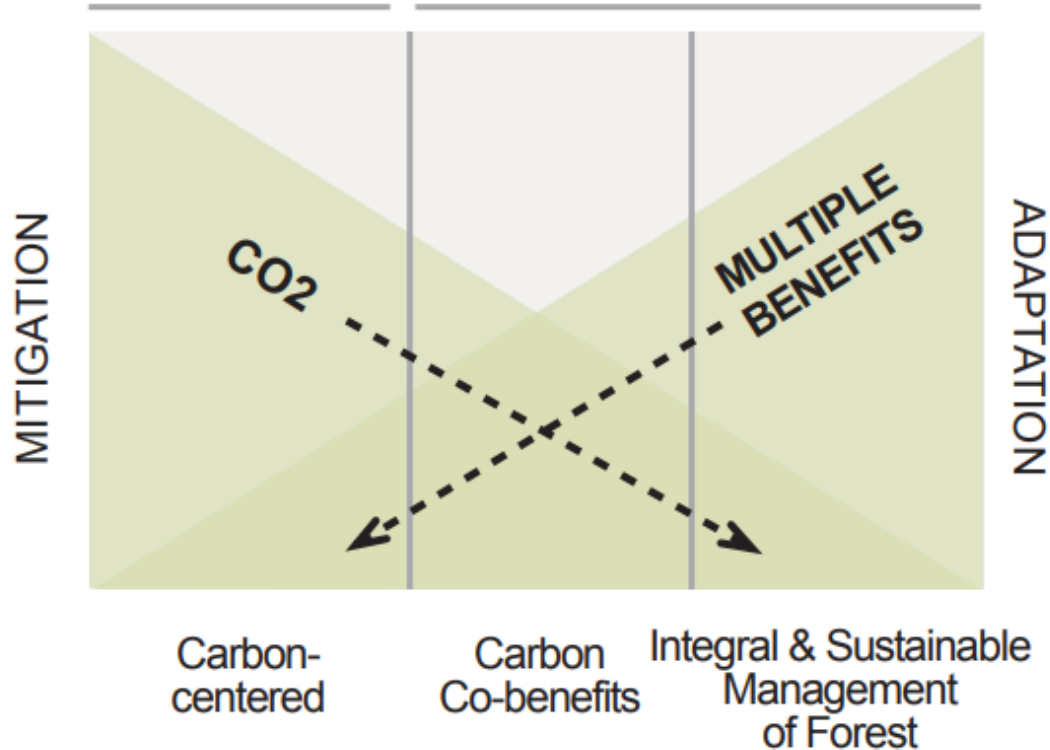 MITIGATION
CO2
MULTIPLE
BENEFITS
ADAPTATION
Carbon-
centered
Carbon
Co-benefits
Integral & Sustainable
Management
of Forest